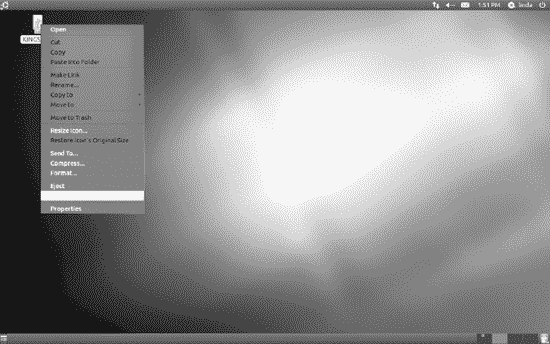 1:51 PM linda
KINGS
Open
Cut
Copy
Paste Into Folder
Make Link
Rename...
Copy to
Move to
Move to Trash
Resize Icon...
Restore Icon's Original Size
Send To...
Compress...
Format...
Eject
Properties